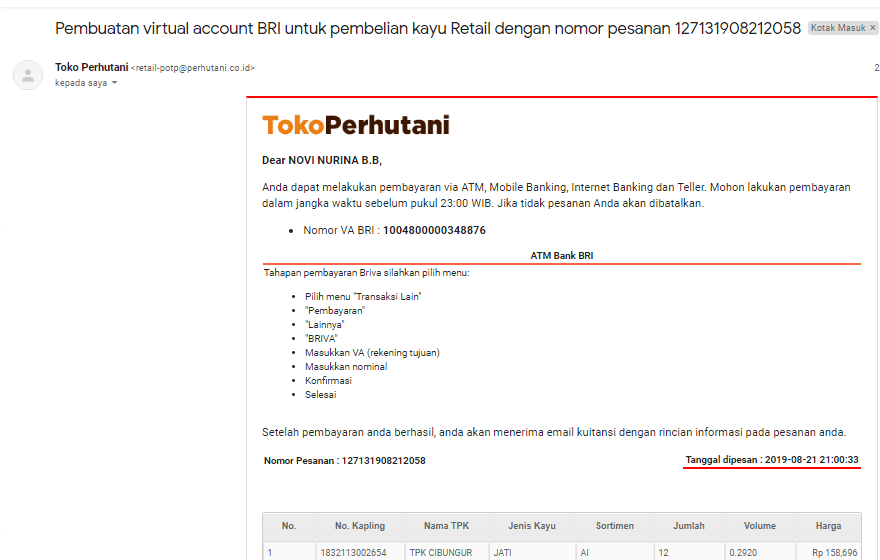 Pembuatan virtual account BRI untuk pembelian kayu Retail dengan nomor pesanan 127131908212058 Kotak Masuk ×
Toko Perhutani <retail-potp@perhutani.co.id>
2
kepada saya
TokoPerhutani
Dear NOVI NURINA B.B,
Anda dapat melakukan pembayaran via ATM, Mobile Banking, Internet Banking dan Teller. Mohon lakukan pembayaran
dalam jangka waktu sebelum pukul 23:00 WIB. Jika tidak pesanan Anda akan dibatalkan.
• Nomor VA BRI : 1004800000348876
ATM Bank BRI
Tahapan pembayaran Briva silahkan pilih menu:
• Pilih menu "Transaksi Lain"
• "Pembayaran"
• "Lainnya"
• "BRIVA"
• Masukkan VA (rekening tujuan)
• Masukkan nominal
• Konfirmasi
• Selesai
Setelah pembayaran anda berhasil, anda akan menerima email kuitansi dengan rincian informasi pada pesanan anda.
Nomor Pesanan : 127131908212058 Tanggal dipesan : 2019-08-21 21:00:33
No. No. Kapling Nama TPK Jenis Kayu Sortimen Jumlah Volume Harga
1 1832113002654 TPK CIBUNGUR JATI AI 12 0.2920 Rp 158,696